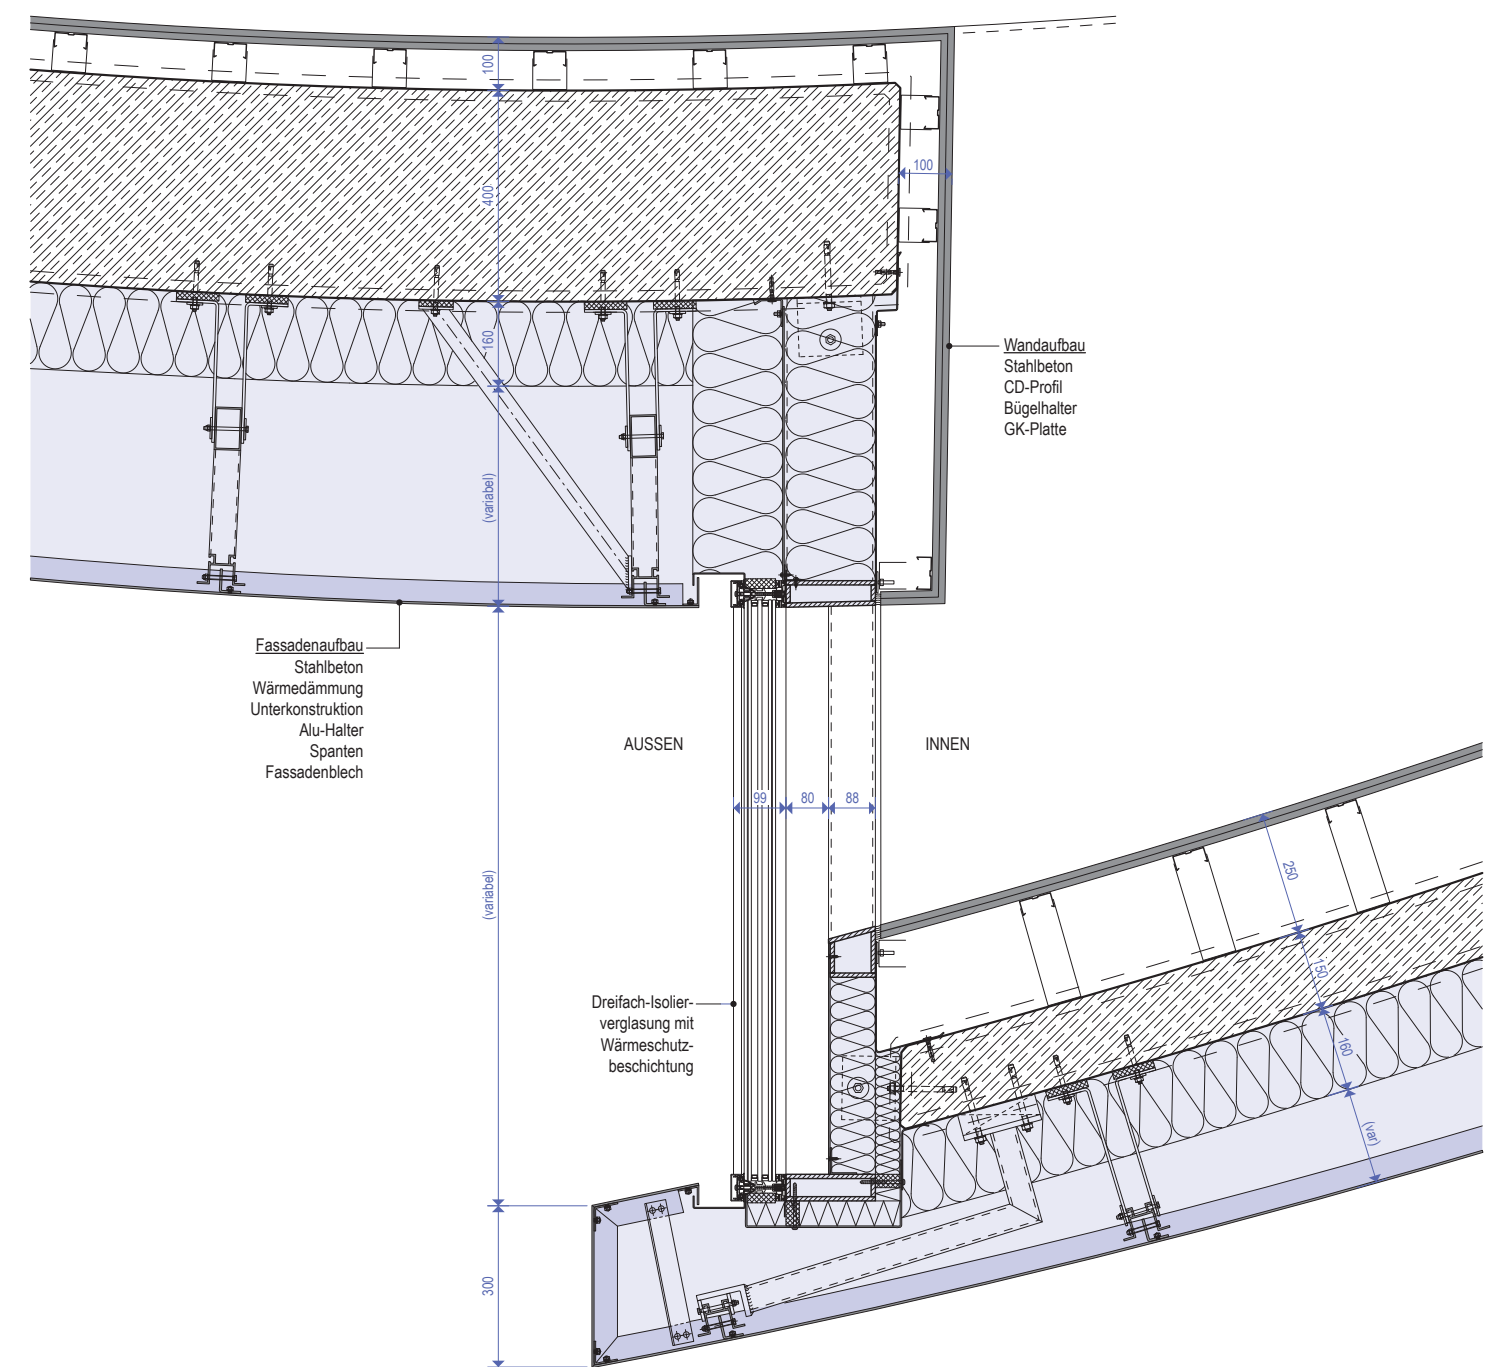 100
400
100
160
(variabel)
Wandaufbau
Stahlbeton
CD-Profil
Bügelhalter
GK-Platte
Fassadenaufbau
Stahlbeton
Wärmedämmung
Unterkonstruktion
Alu-Halter
Spanten
Fassadenblech
AUSSEN
INNEN
99
80
88
(variabel)
250
150
160
(var)
Dreifach-Isolier-
verglasung mit
Wärmeschutz-
beschichtung
300